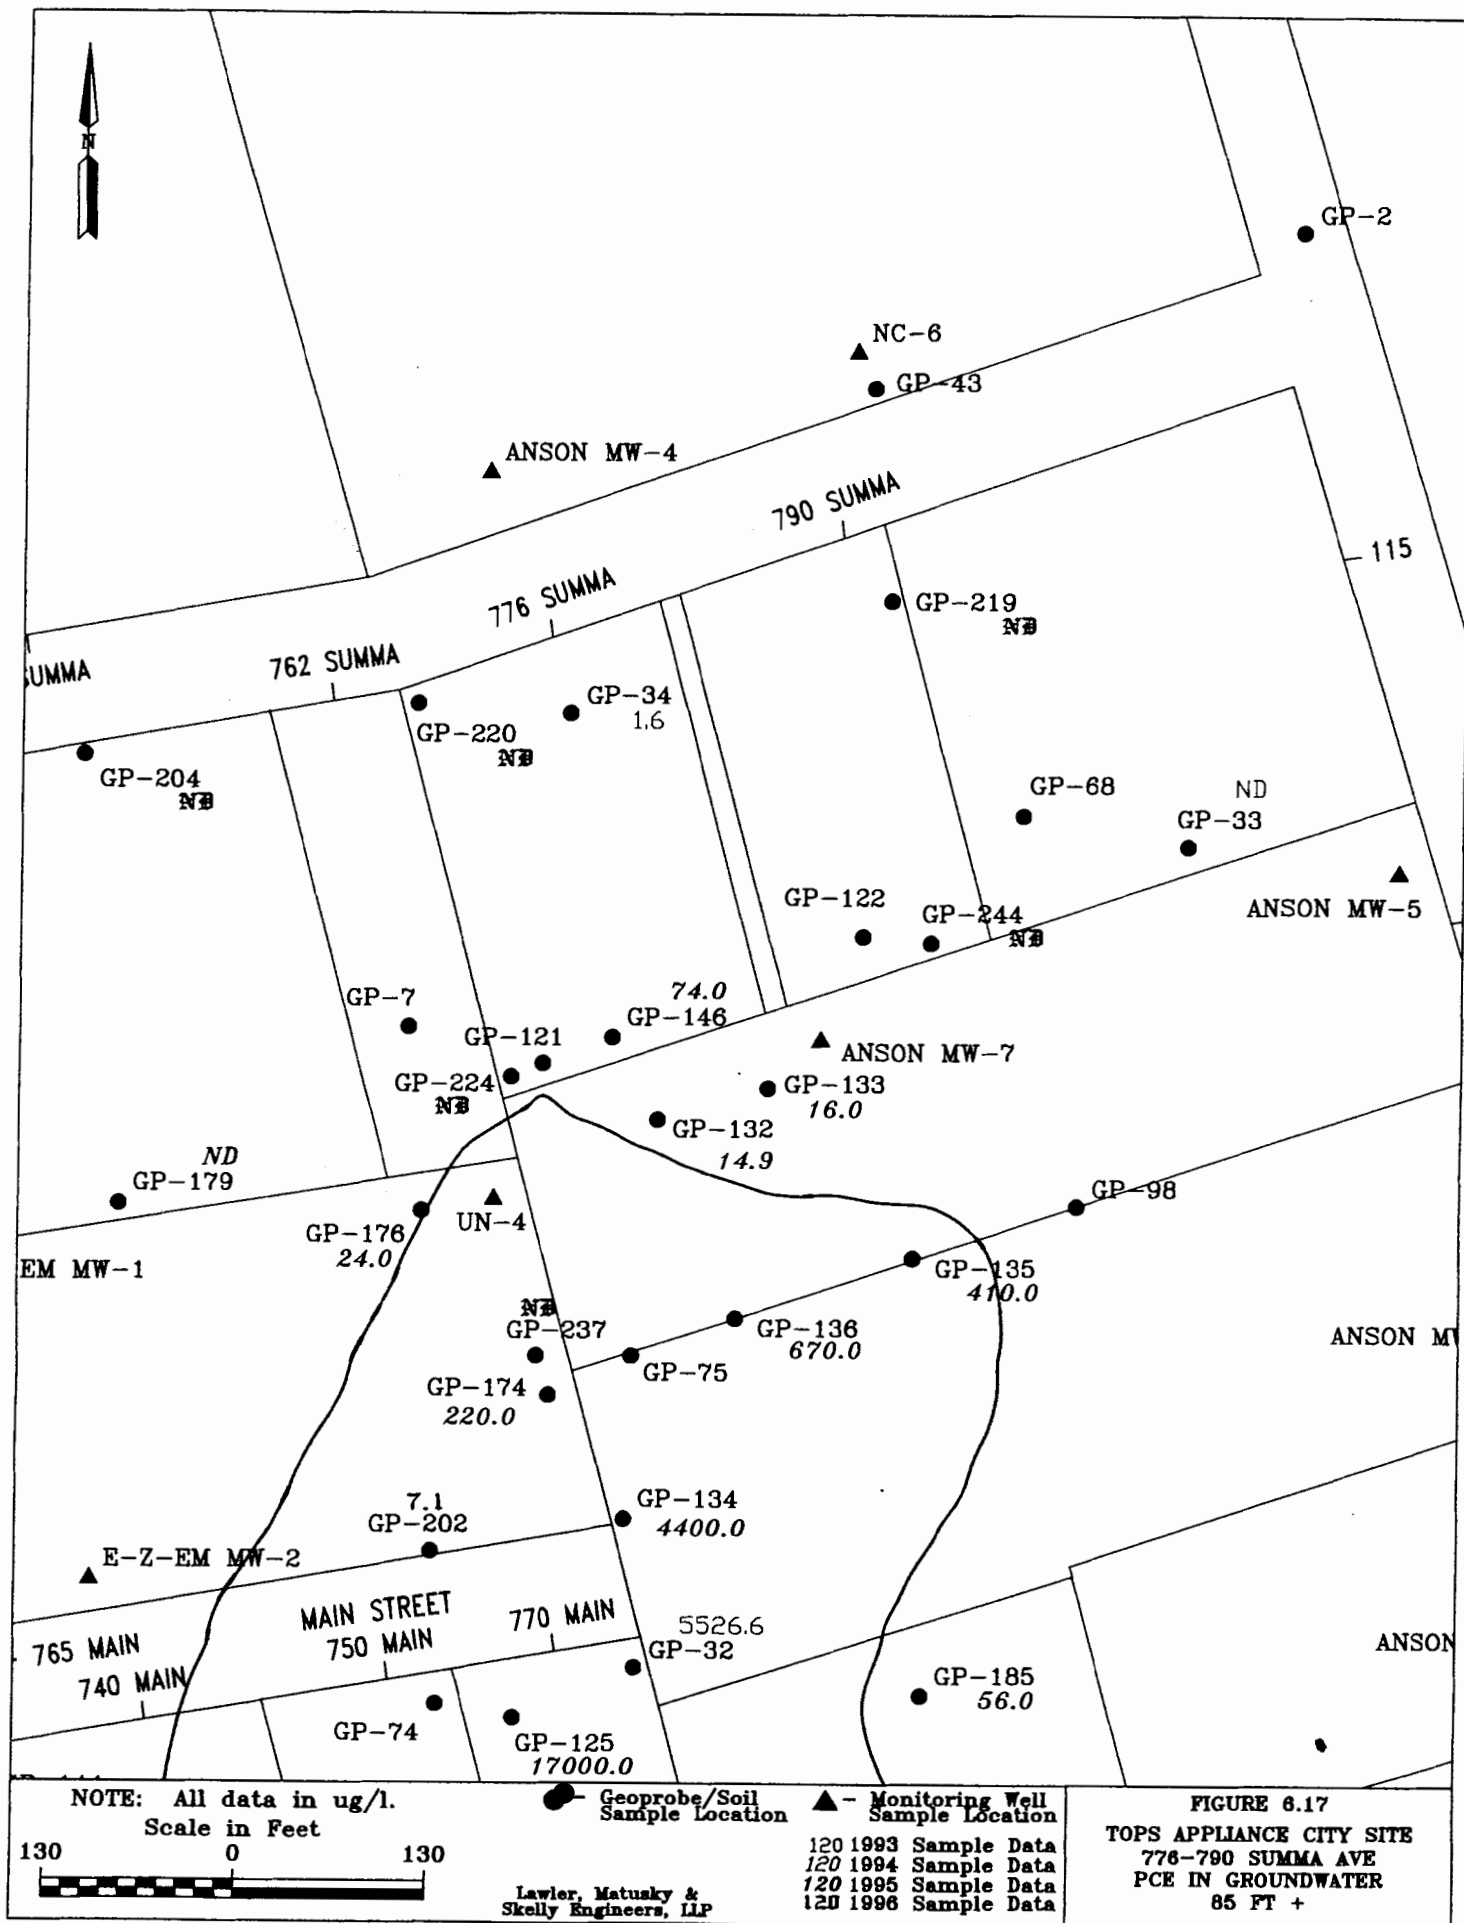 N
GP-2
NC-6
GP-43
ANSON MW-4
790 SUMMA
115
776 SUMMA
GP-219
ND
762 SUMMA
SUMMA
GP-34
1.6
GP-220
ND
GP-204
ND
GP-68
ND
GP-33
GP-122
GP-244
ND
ANSON MW-5
74.0
GP-7
GP-146
GP-121
ANSON MW-7
GP-224
ND
GP-133
16.0
GP-132
14.9
ND
GP-179
GP-98
UN-4
GP-176
24.0
EM MW-1
GP-135
410.0
ND
GP-237
GP-136
670.0
ANSON MW
GP-75
GP-174
220.0
7.1
GP-202
GP-134
4400.0
E-Z-EM MW-2
MAIN STREET
770 MAIN
5526.6
765 MAIN
750 MAIN
GP-32
ANSON
740 MAIN
GP-185
56.0
GP-74
GP-125
17000.0
NOTE: All data in ug/l.
Scale in Feet
130 0 130
- Geoprobe/Soil
Sample Location
- Monitoring Well
Sample Location
120 1993 Sample Data
120 1994 Sample Data
120 1995 Sample Data
120 1996 Sample Data
Lawler, Matusky &
Skelly Engineers, LLP
FIGURE 6.17
TOPS APPLIANCE CITY SITE
776-790 SUMMA AVE
PCE IN GROUNDWATER
85 FT +